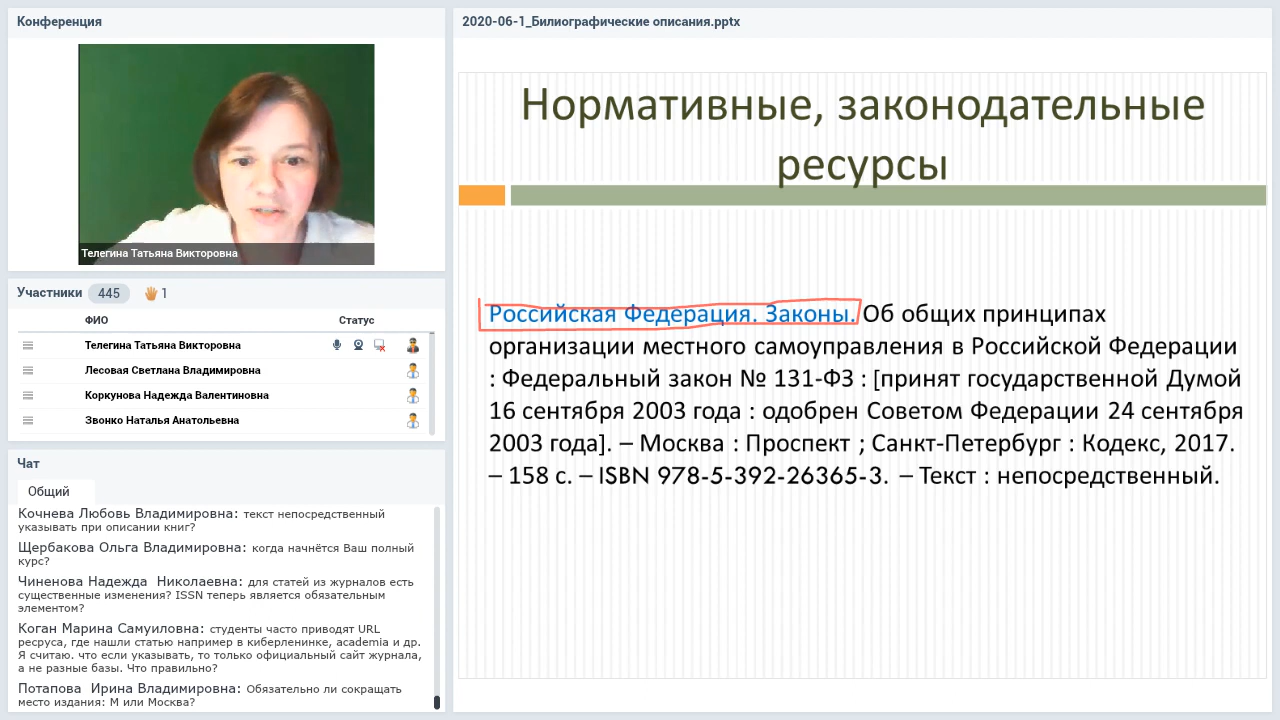 Конференция
Телегина Татьяна Викторовна
Участники 445 1
ФИО Статус
Телегина Татьяна Викторовна
Лесовая Светлана Владимировна
Коркунова Надежда Валентиновна
Звонко Наталья Анатольевна
Чат
Общий
Кочнева Любовь Владимировна: текст непосредственный
указывать при описании книг?
Щербакова Ольга Владимировна: когда начнётся Ваш полный
курс?
Чиненова Надежда Николаевна: для статей из журналов есть
существенные изменения? ISSN теперь является обязательным
элементом?
Коган Марина Самуиловна: студенты часто приводят URL
ресруса, где нашли статью например в киберленинке, academia и др.
Я считаю. что если указывать, то только официальный сайт журнала,
а не разные базы. Что правильно?
Потапова Ирина Владимировна: Обязательно ли сокращать
место издания: М или Москва?
2020-06-1_Билиографические описания.pptx
Нормативные, законодательные
ресурсы
Российская Федерация. Законы. Об общих принципах
организации местного самоуправления в Российской Федерации
: Федеральный закон № 131-ФЗ : [принят государственной Думой
16 сентября 2003 года : одобрен Советом Федерации 24 сентября
2003 года]. – Москва : Проспект ; Санкт-Петербург : Кодекс, 2017.
– 158 с. – ISBN 978-5-392-26365-3. – Текст : непосредственный.